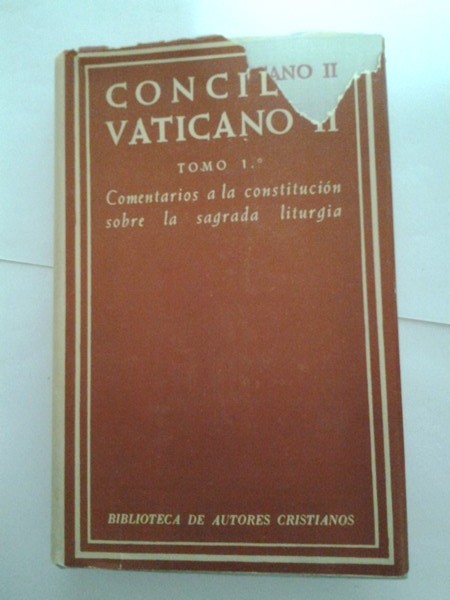 CONCIL
ANO II
VATICANO II
TOMO 1.º
Comentarios a la constitución
sobre la sagrada liturgia
BIBLIOTECA DE AUTORES CRISTIANOS